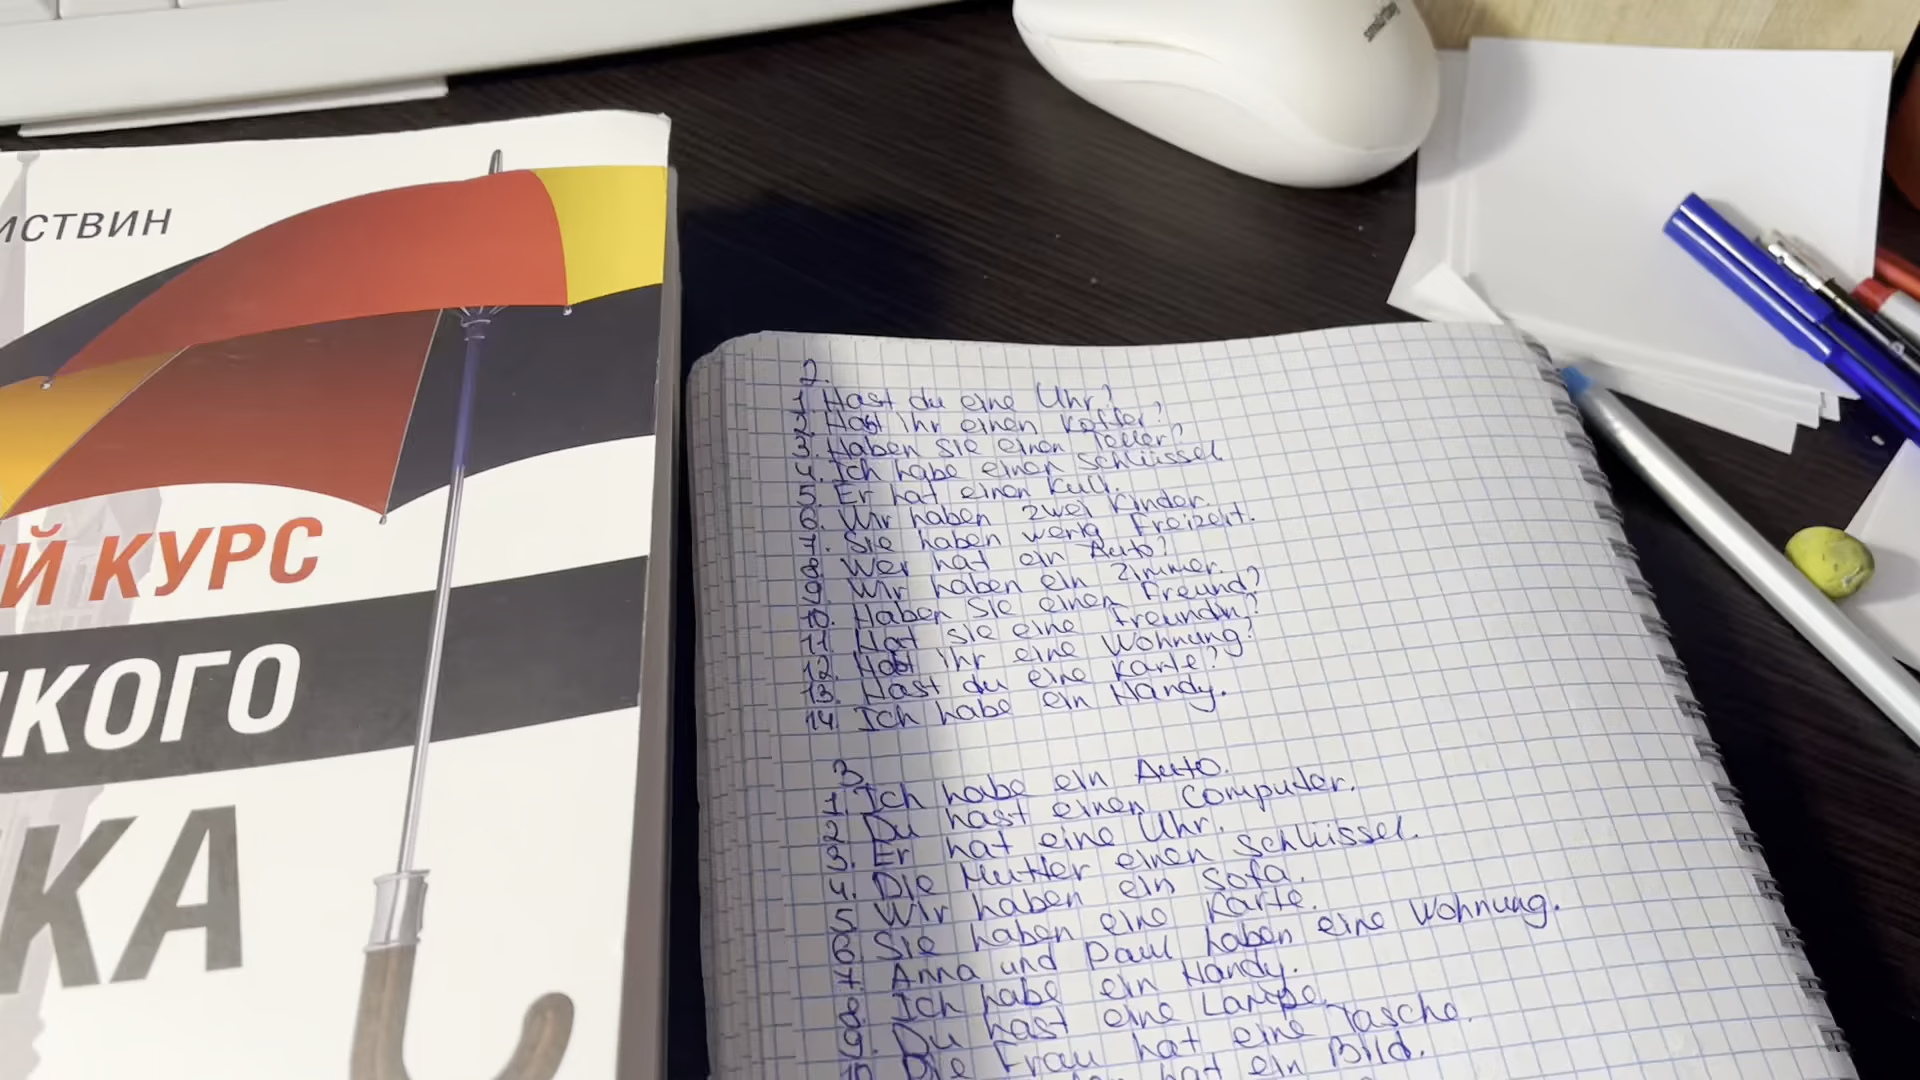 ИСТВИН
Й КУРС
КОГО
КА
smartbuy
2.
1. Hast du eine Uhr?
2. Habt ihr einen Koffer?
3. Haben Sie einen Teller?
4. Ich habe einen Schlüssel.
5. Er hat einen Kuli.
6. Wir haben zwei Kinder.
7. Sie haben wenig Freizeit.
8. Wer hat ein Auto?
9. Wir haben ein Zimmer.
10. Haben Sie einen Freund?
11. Hat sie eine Freundin?
12. Habt ihr eine Wohnung?
13. Hast du eine Karte?
14. Ich habe ein Handy.
3.
1. Ich habe ein Auto.
2. Du hast einen Computer.
3. Er hat eine Uhr.
4. Die Mutter einen Schlüssel.
5. Wir haben ein Sofa.
6. Sie haben eine Karte.
7. Anna und Paul haben eine Wohnung.
8. Ich habe ein Handy.
9. Du hast eine Lampe.
10. Die Frau hat eine Tasche.
hat ein Bild.